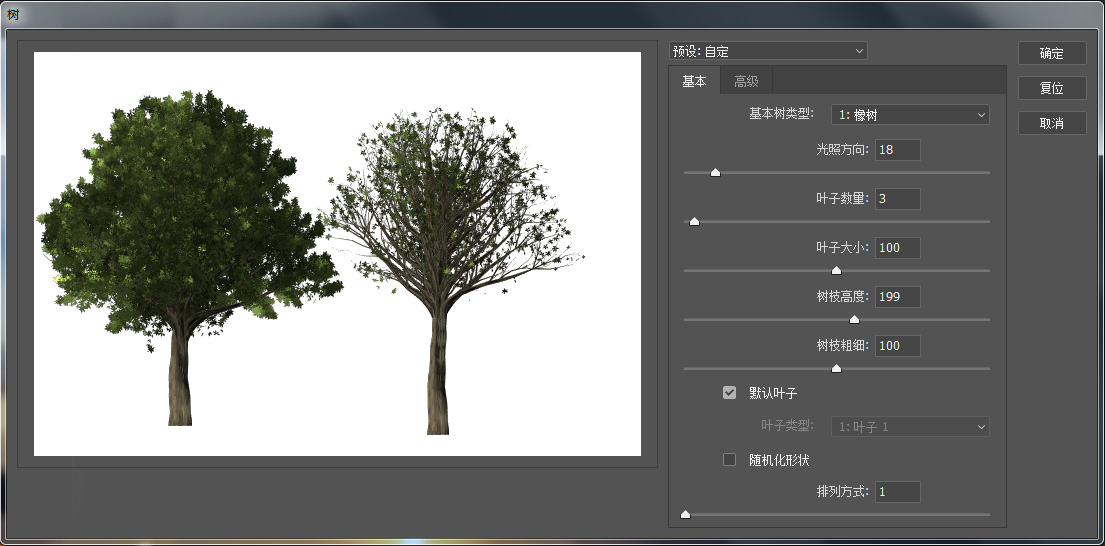 树
预设: 自定
确定
基本 高级
复位
基本树类型: 1: 橡树
取消
光照方向: 18
叶子数量: 3
叶子大小: 100
树枝高度: 199
树枝粗细: 100
默认叶子
叶子类型: 1: 叶子 1
随机化形状
排列方式: 1